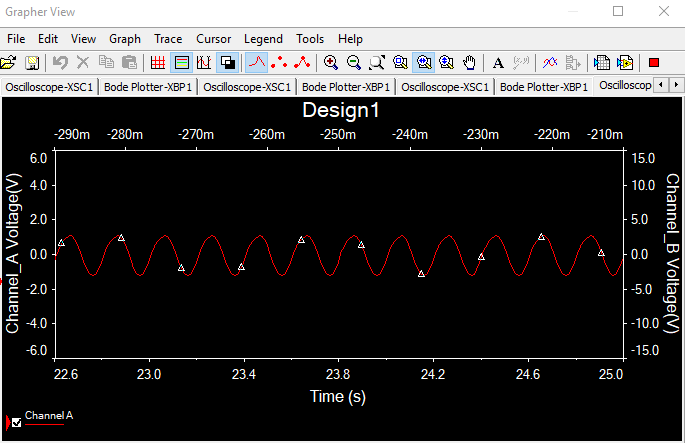 Grapher View
File Edit View Graph Trace Cursor Legend Tools Help
A
Oscilloscope-XSC1 Bode Plotter-XBP1 Oscilloscope-XSC1 Bode Plotter-XBP1 Oscilloscope-XSC1 Bode Plotter-XBP1 Oscilloscop
Design1
-290m -280m -270m -260m -250m -240m -230m -220m -210m
6.0 15.0
4.0 10.0
2.0 5.0
0.0 0.0
-2.0 -5.0
-4.0 -10.0
-6.0 -15.0
Channel_A Voltage(V)
Channel_B Voltage(V)
22.6 23.0 23.4 23.8 24.2 24.6 25.0
Time (s)
Channel A